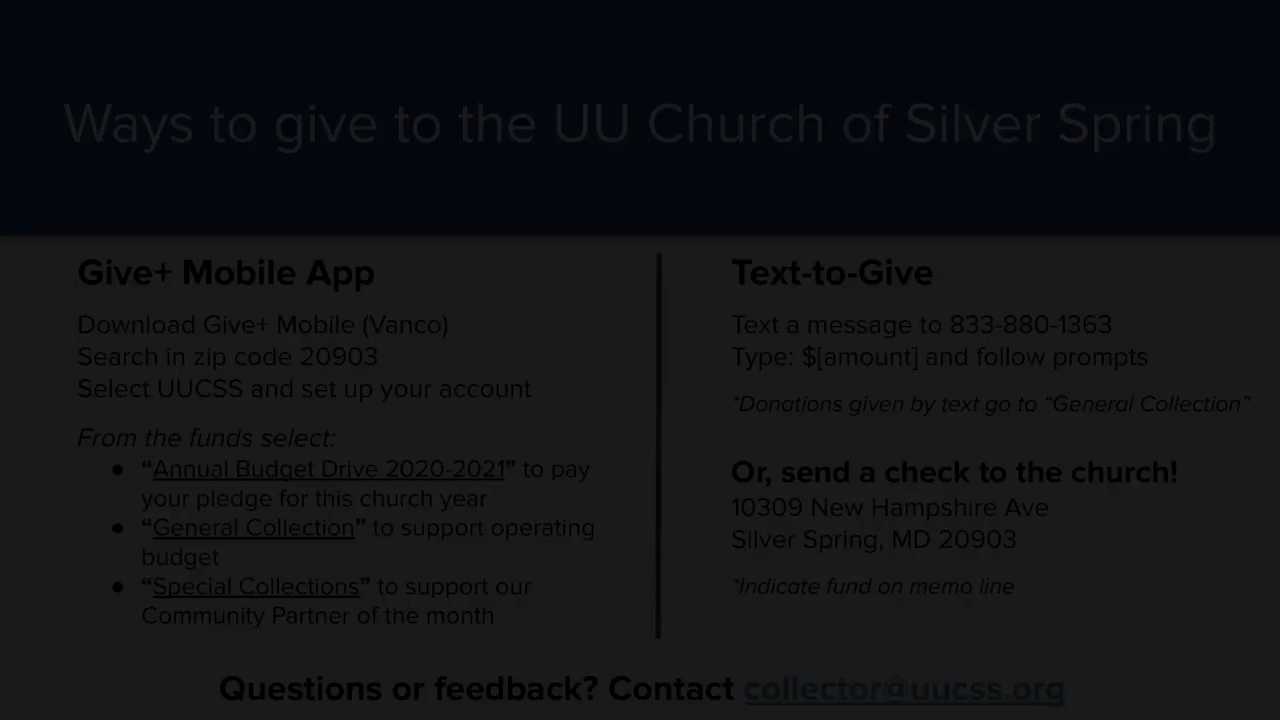 Ways to give to the UU Church of Silver Spring
Give+ Mobile App
Download Give+ Mobile (Vanco)
Search in zip code 20903
Select UUCSS and set up your account
From the funds select:
● “Annual Budget Drive 2020-2021” to pay
your pledge for this church year
● “General Collection” to support operating
budget
● “Special Collections” to support our
Community Partner of the month
Text-to-Give
Text a message to 833-880-1363
Type: $[amount] and follow prompts
*Donations given by text go to “General Collection”
Or, send a check to the church!
10309 New Hampshire Ave
Silver Spring, MD 20903
*Indicate fund on memo line
Questions or feedback? Contact collector@uucss.org